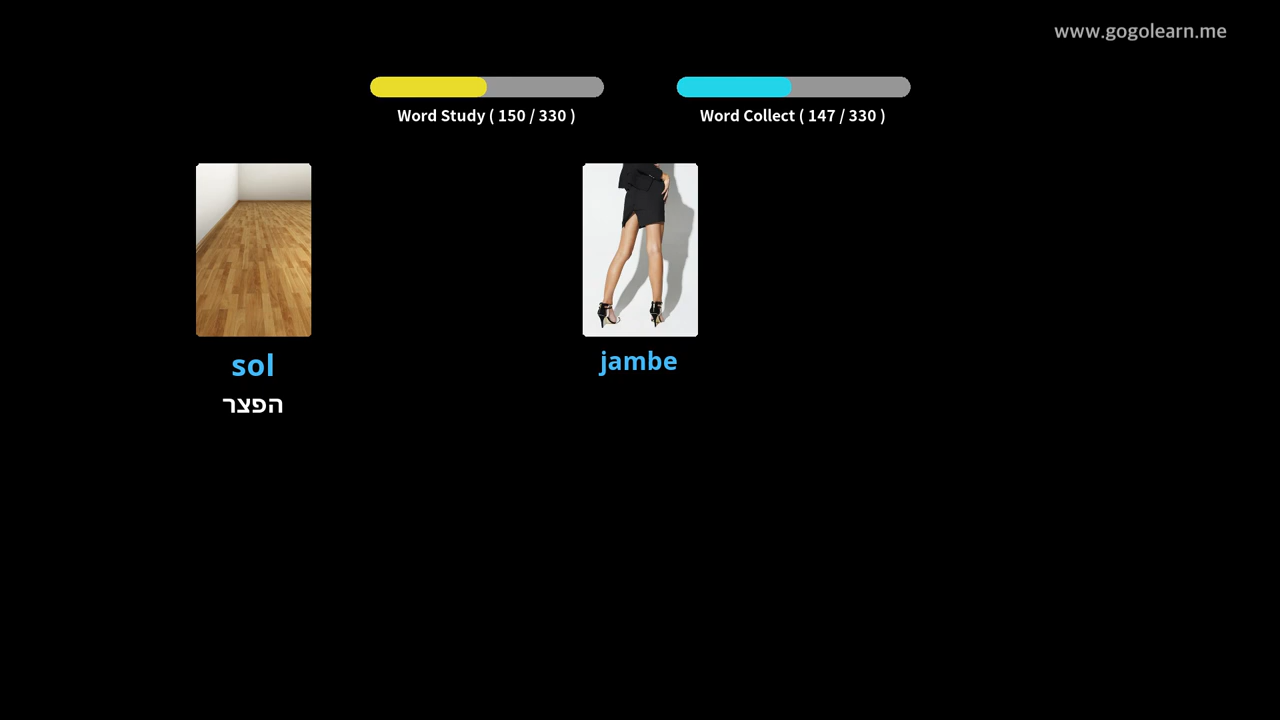 www.gogolearn.me
Word Study ( 150 / 330 )
Word Collect ( 147 / 330 )
sol
jambe
הפצר